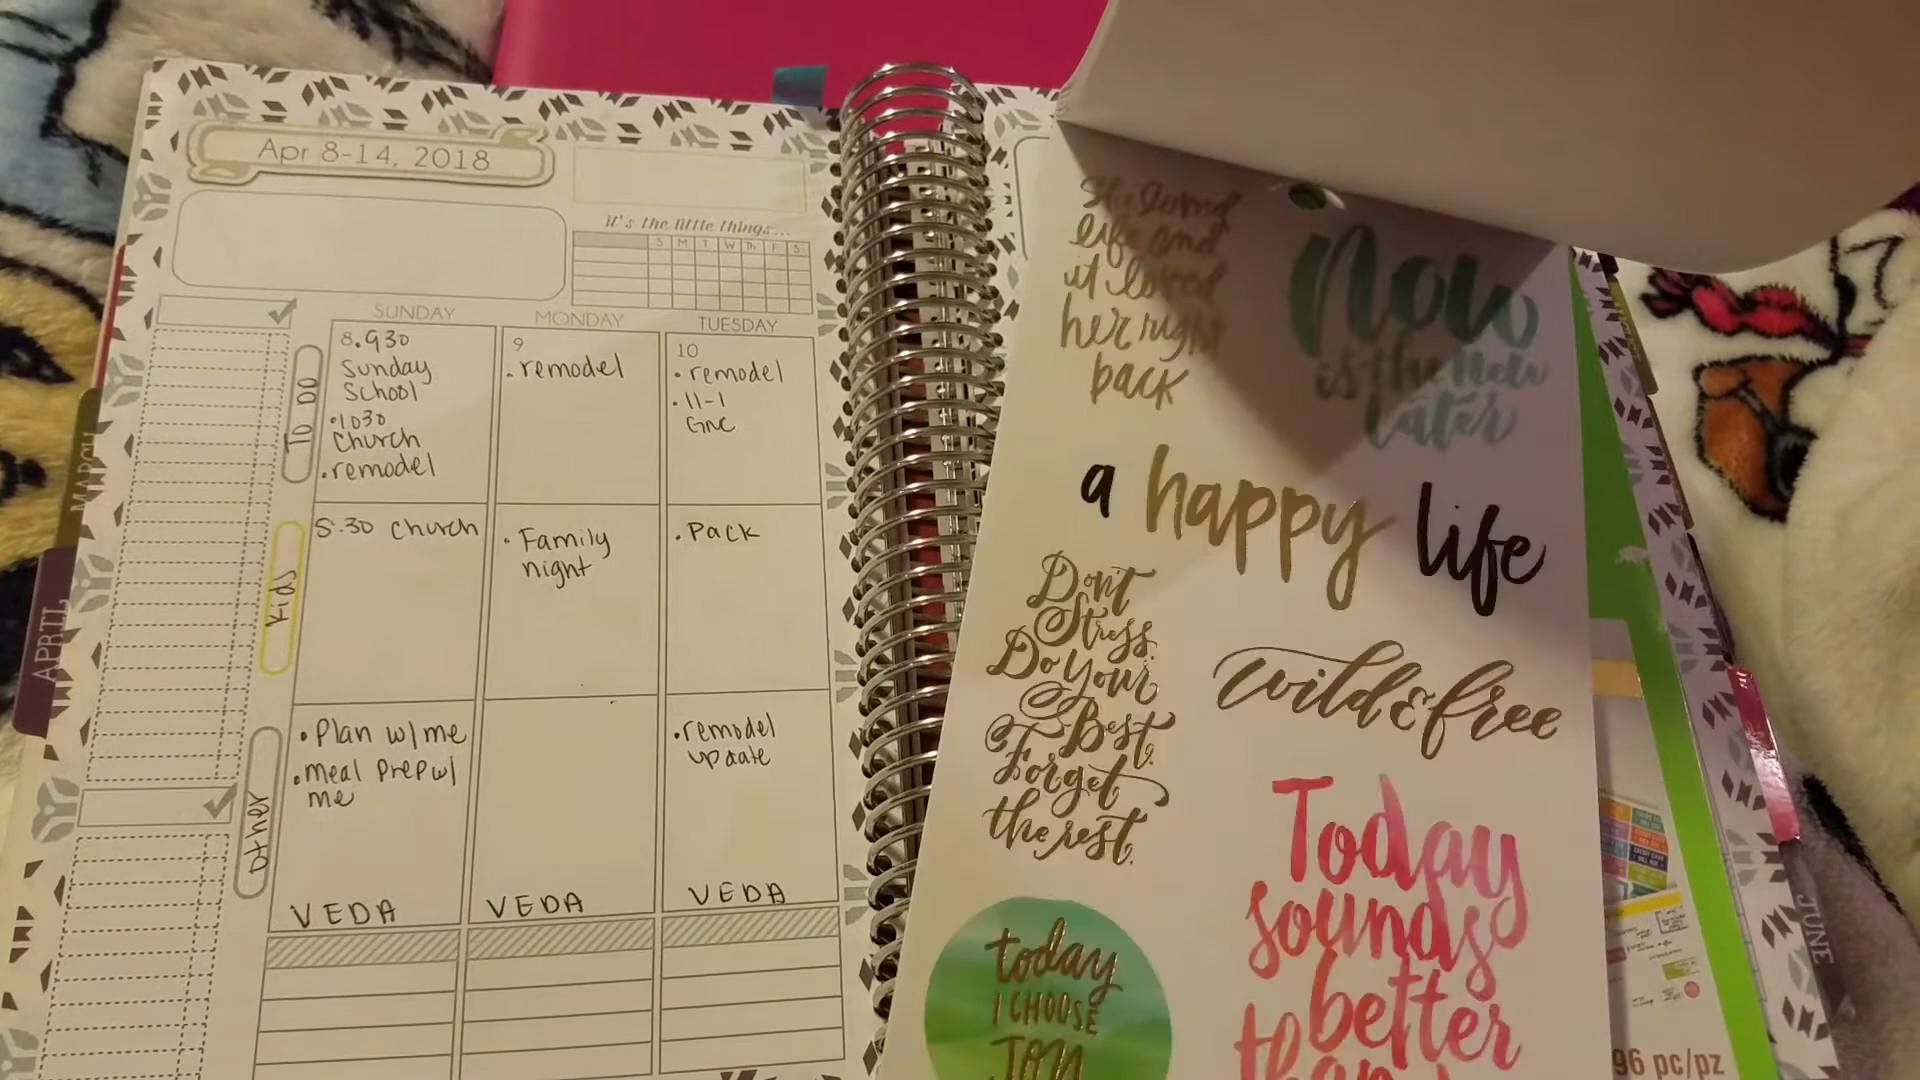 Apr 8-14, 2018
it's the little things...
S M T W Th F S
SUNDAY
MONDAY
TUESDAY
To DO
8.930
Sunday
School
•1030
Church
•remodel
9
•remodel
10
•remodel
•11-1
GNC
Kids
5:30 Church
•Family
night
•Pack
other
•Plan w/me
•meal Prep w/
me
•remodel
update
VEDA
VEDA
VEDA
MARCH
APRIL
She loved
life and
it loved
her right
back
Now
is the new
later
a happy life
Don't
Stress.
Do Your
Best.
Forget
the rest.
wild & free
Today
sounds
better
than
today
I CHOOSE
JOY
JUNE
96 pc/pz